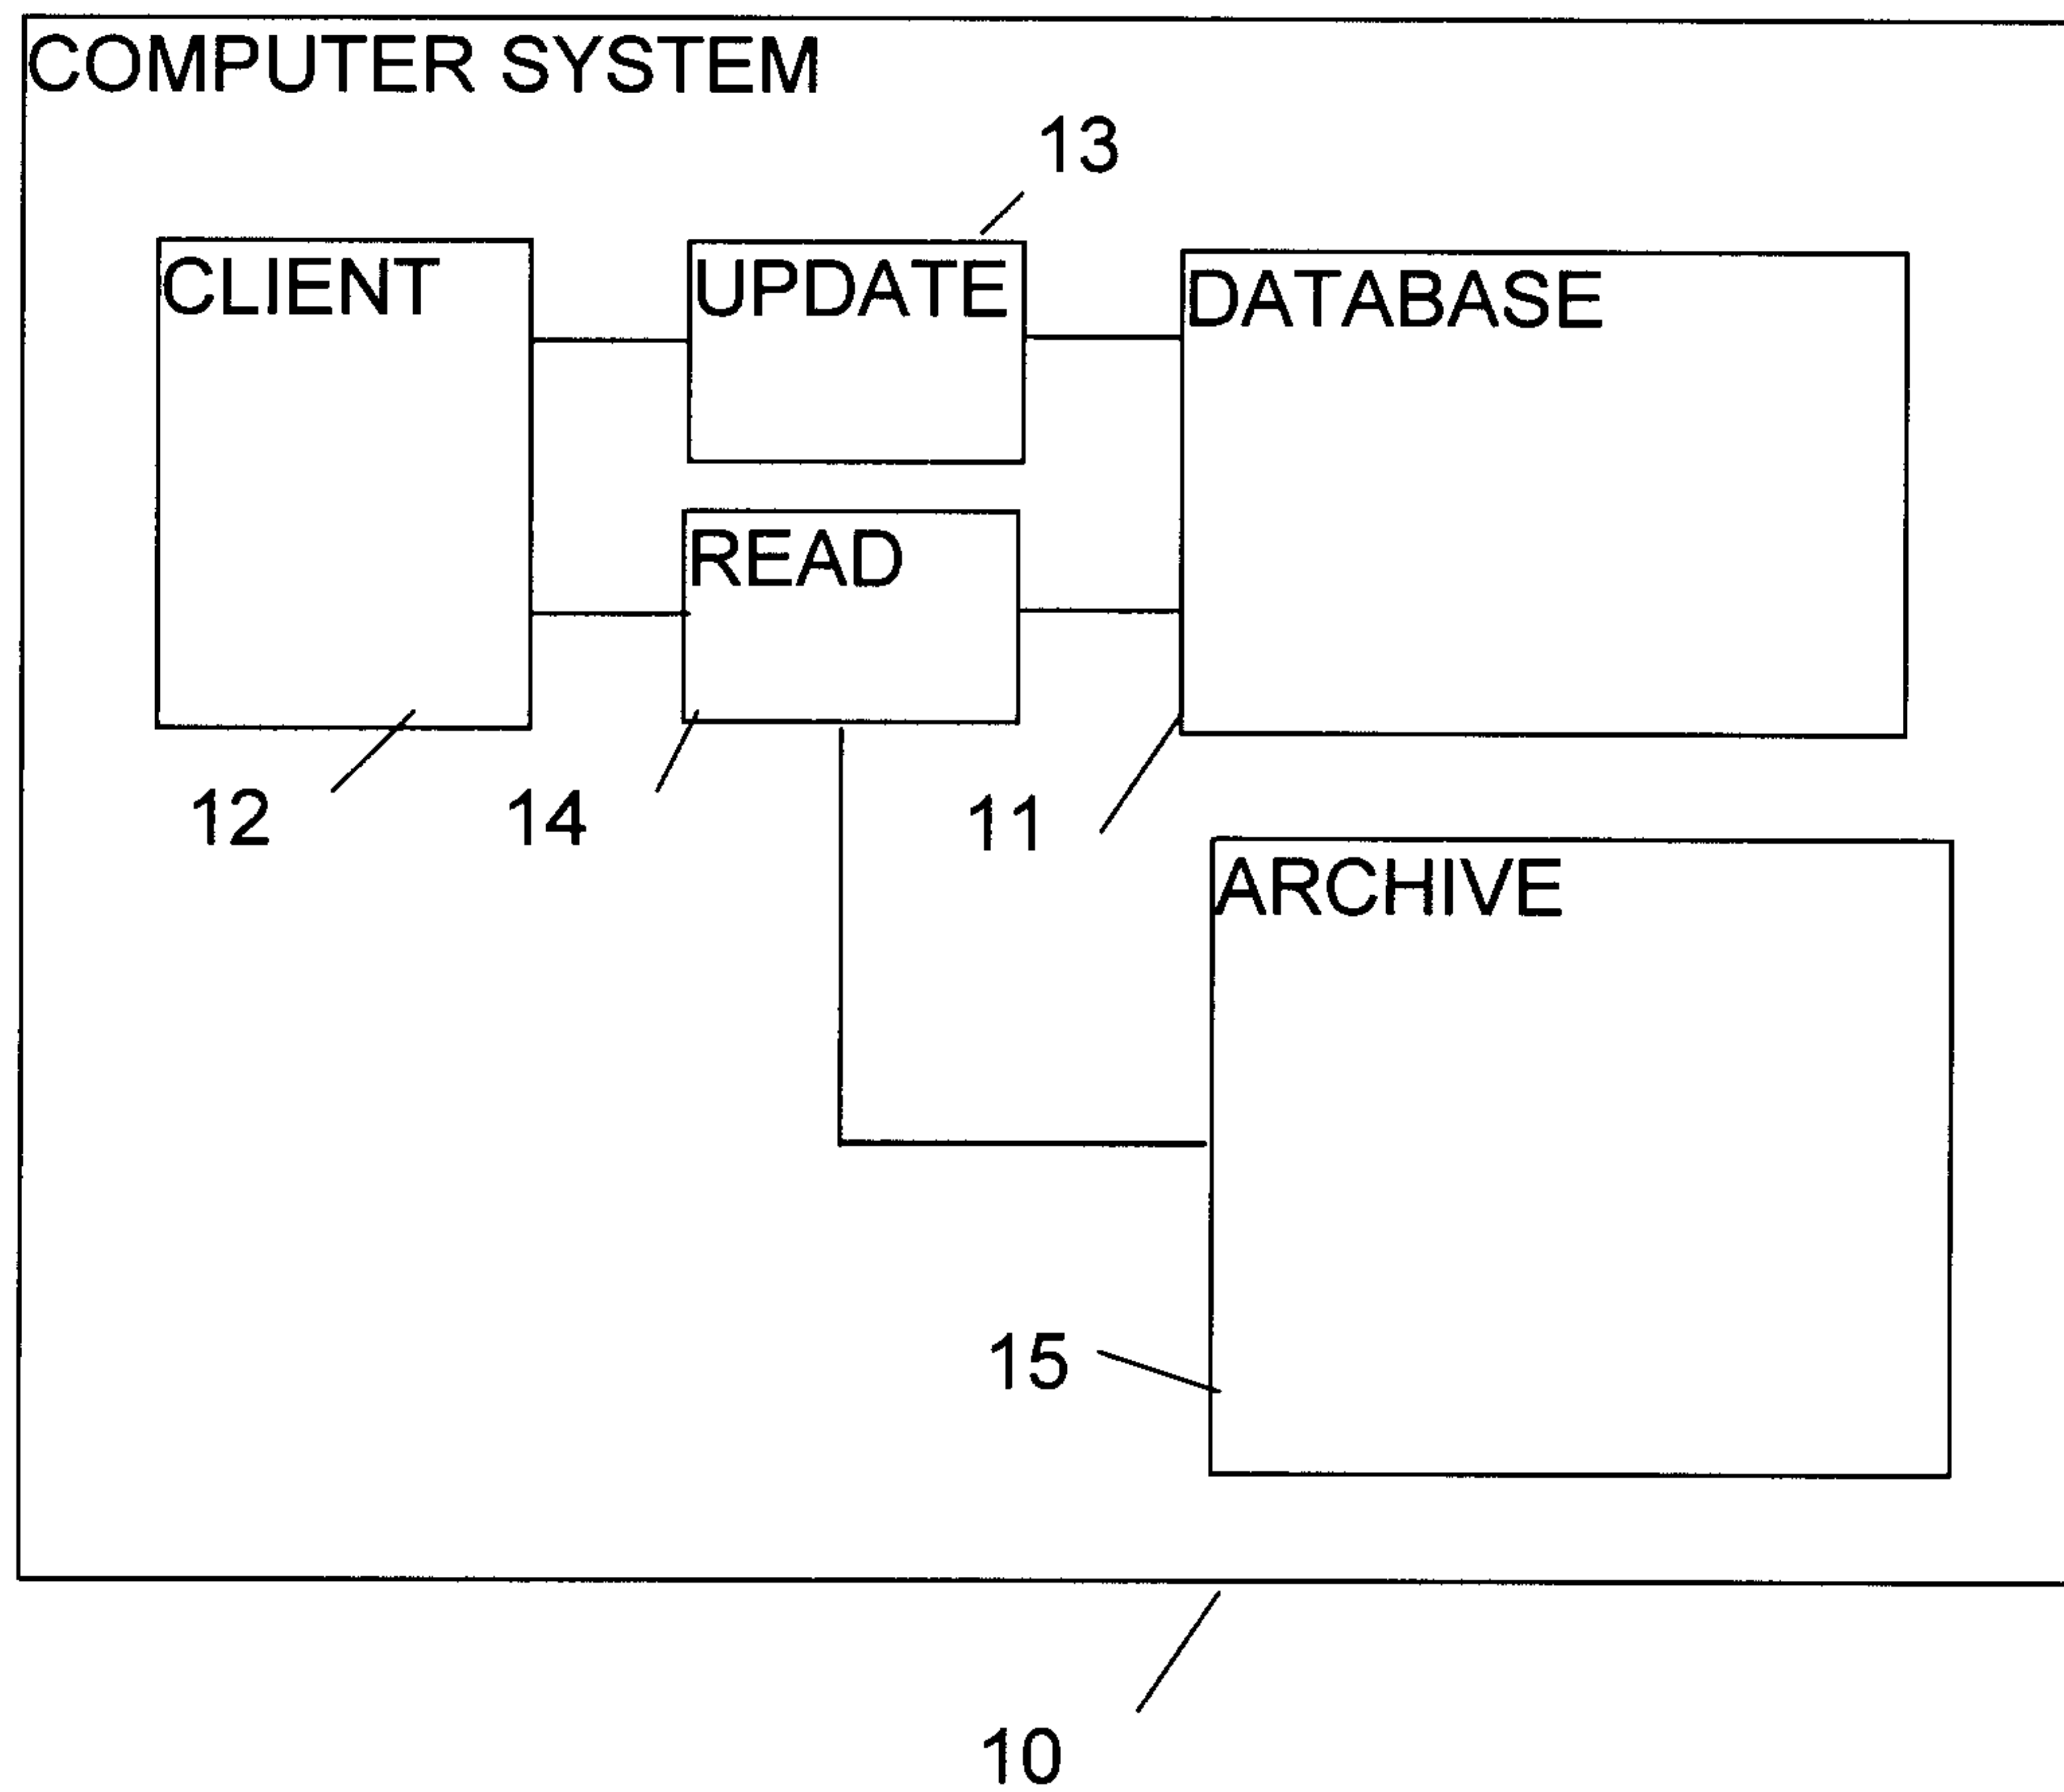 COMPUTER SYSTEM
13
CLIENT
UPDATE
DATABASE
READ
12
14
11
ARCHIVE
15
10